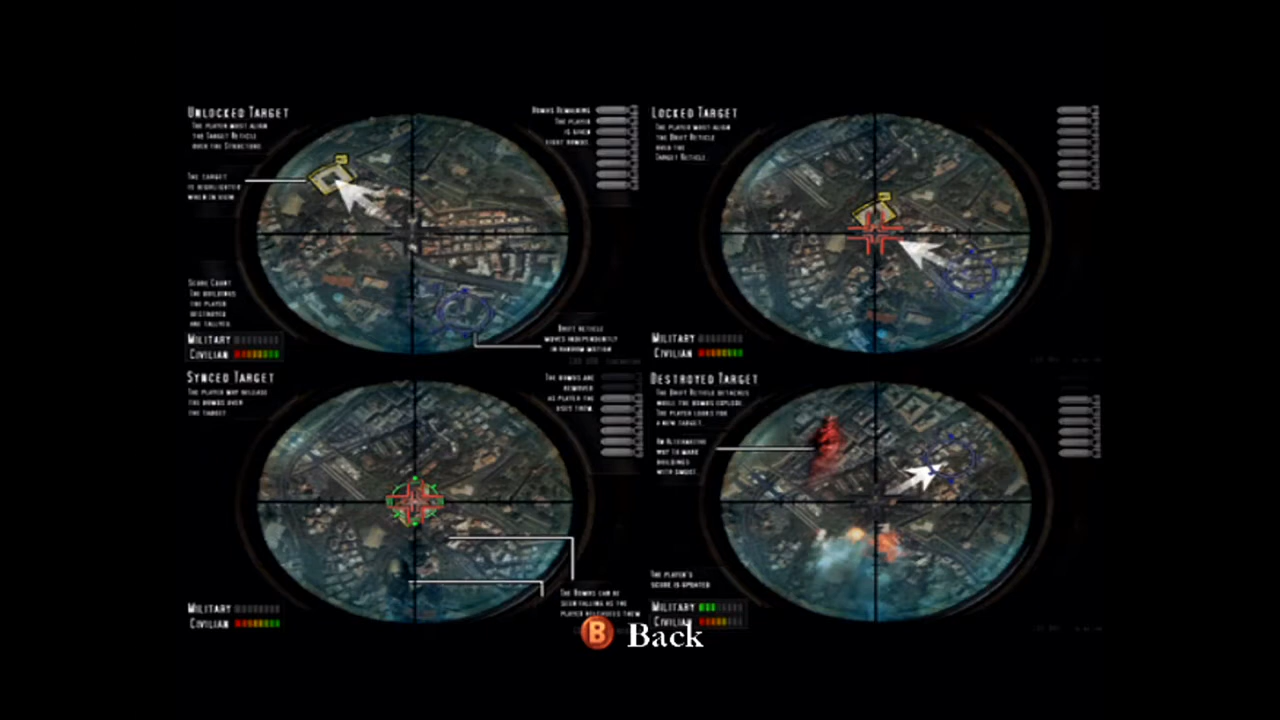 Unlocked Target
The player must align
the Target Reticle
over the Structure.
The target
is highlighted
when in view
Bombs Remaining
The player
is given
eight bombs.
Score Count
The buildings
the player
destroyed
are tallied.
Military
Civilian
Drift Reticle
moves independently
in random motion
Locked Target
The player must align
the Drift Reticle
over the
Target Reticle.
Military
Civilian
Synced Target
The player may release
the bombs over
the target
The bombs are
removed
as player the
uses them.
The Bombs can be
seen falling as the
player releases them
Military
Civilian
Destroyed Target
The Drift Reticle detaches
while the bombs explode.
The player looks for
a new target.
An Alternative
way to mark
buildings
with smoke.
The player's
score is updated
Military
Civilian
B Back